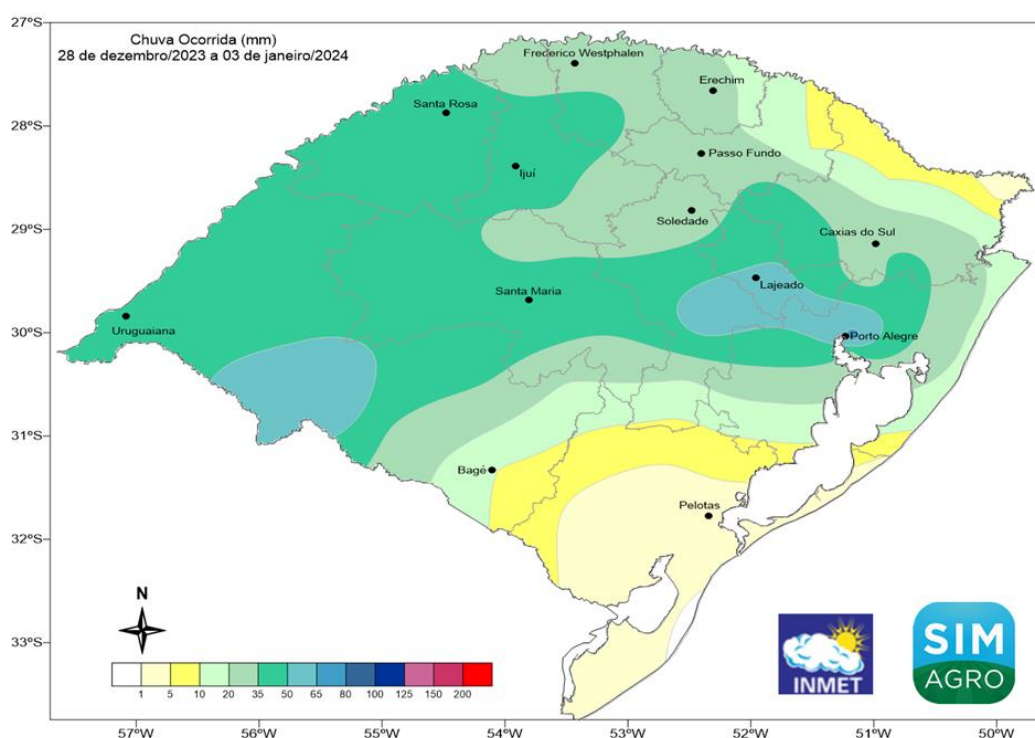 27°S
Chuva Ocorrida (mm)
28 de dezembro/2023 a 03 de janeiro/2024
Frederico Westphalen
Erechim
Santa Rosa
28°S
Passo Fundo
Ijuí
Soledade
29°S
Caxias do Sul
Lajeado
Santa Maria
Uruguaiana
30°S
Porto Alegre
31°S
Bagé
Pelotas
32°S
N
33°S
1 5 10 20 35 50 65 80 100 125 150 200
INMET
SIM
AGRO
57°W 56°W 55°W 54°W 53°W 52°W 51°W 50°W